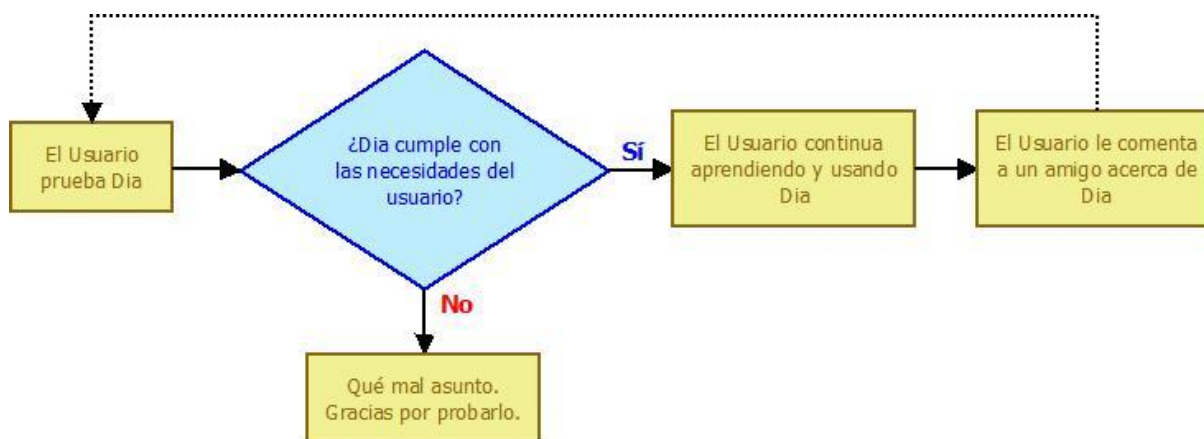 El Usuario
prueba Dia
¿Dia cumple con
las necesidades del
usuario?
Sí
El Usuario continua
aprendiendo y usando
Dia
El Usuario le comenta
a un amigo acerca de
Dia
No
Qué mal asunto.
Gracias por probarlo.